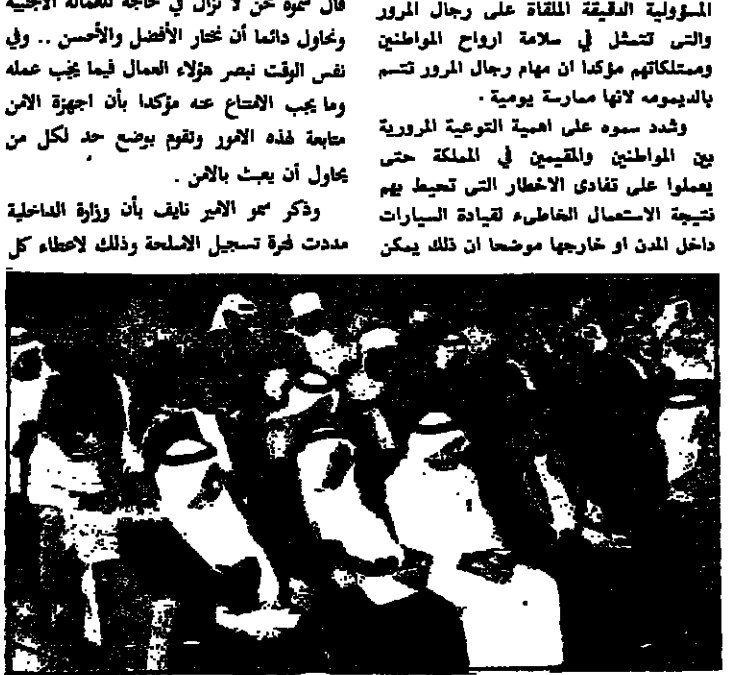 المسؤولية الدقيقة الملقاة على رجال المرور
والتى تتمثل في سلامة ارواح المواطنين
وممتلكاتهم مؤكدا ان مهام رجال المرور تتسم
بالديمومه لانها ممارسة يومية .
وشدد سموه على اهمية التوعية المرورية
بين المواطنين والمقيمين في المملكة حتى
يعملوا على تفادى الاخطار التى تحيط بهم
نتيجة الاستعمال الخاطىء لقيادة السيارات
داخل المدن او خارجها موضحا ان ذلك يمكن
قال سموه نحن لا نزال في حاجة للعمالة الأجنبية
ونحاول دائما أن نختار الأفضل والأحسن .. وفي
نفس الوقت نبصر هؤلاء العمال فيما يجب عمله
وما يجب الامتناع عنه مؤكدا بأن اجهزة الامن
متابعة لهذه الامور وتقوم بوضع حد لكل من
يحاول أن يعبث بالامن .
وذكر سمو الامير نايف بأن وزارة الداخلية
مددت فترة تسجيل الاسلحة وذلك لاعطاء كل